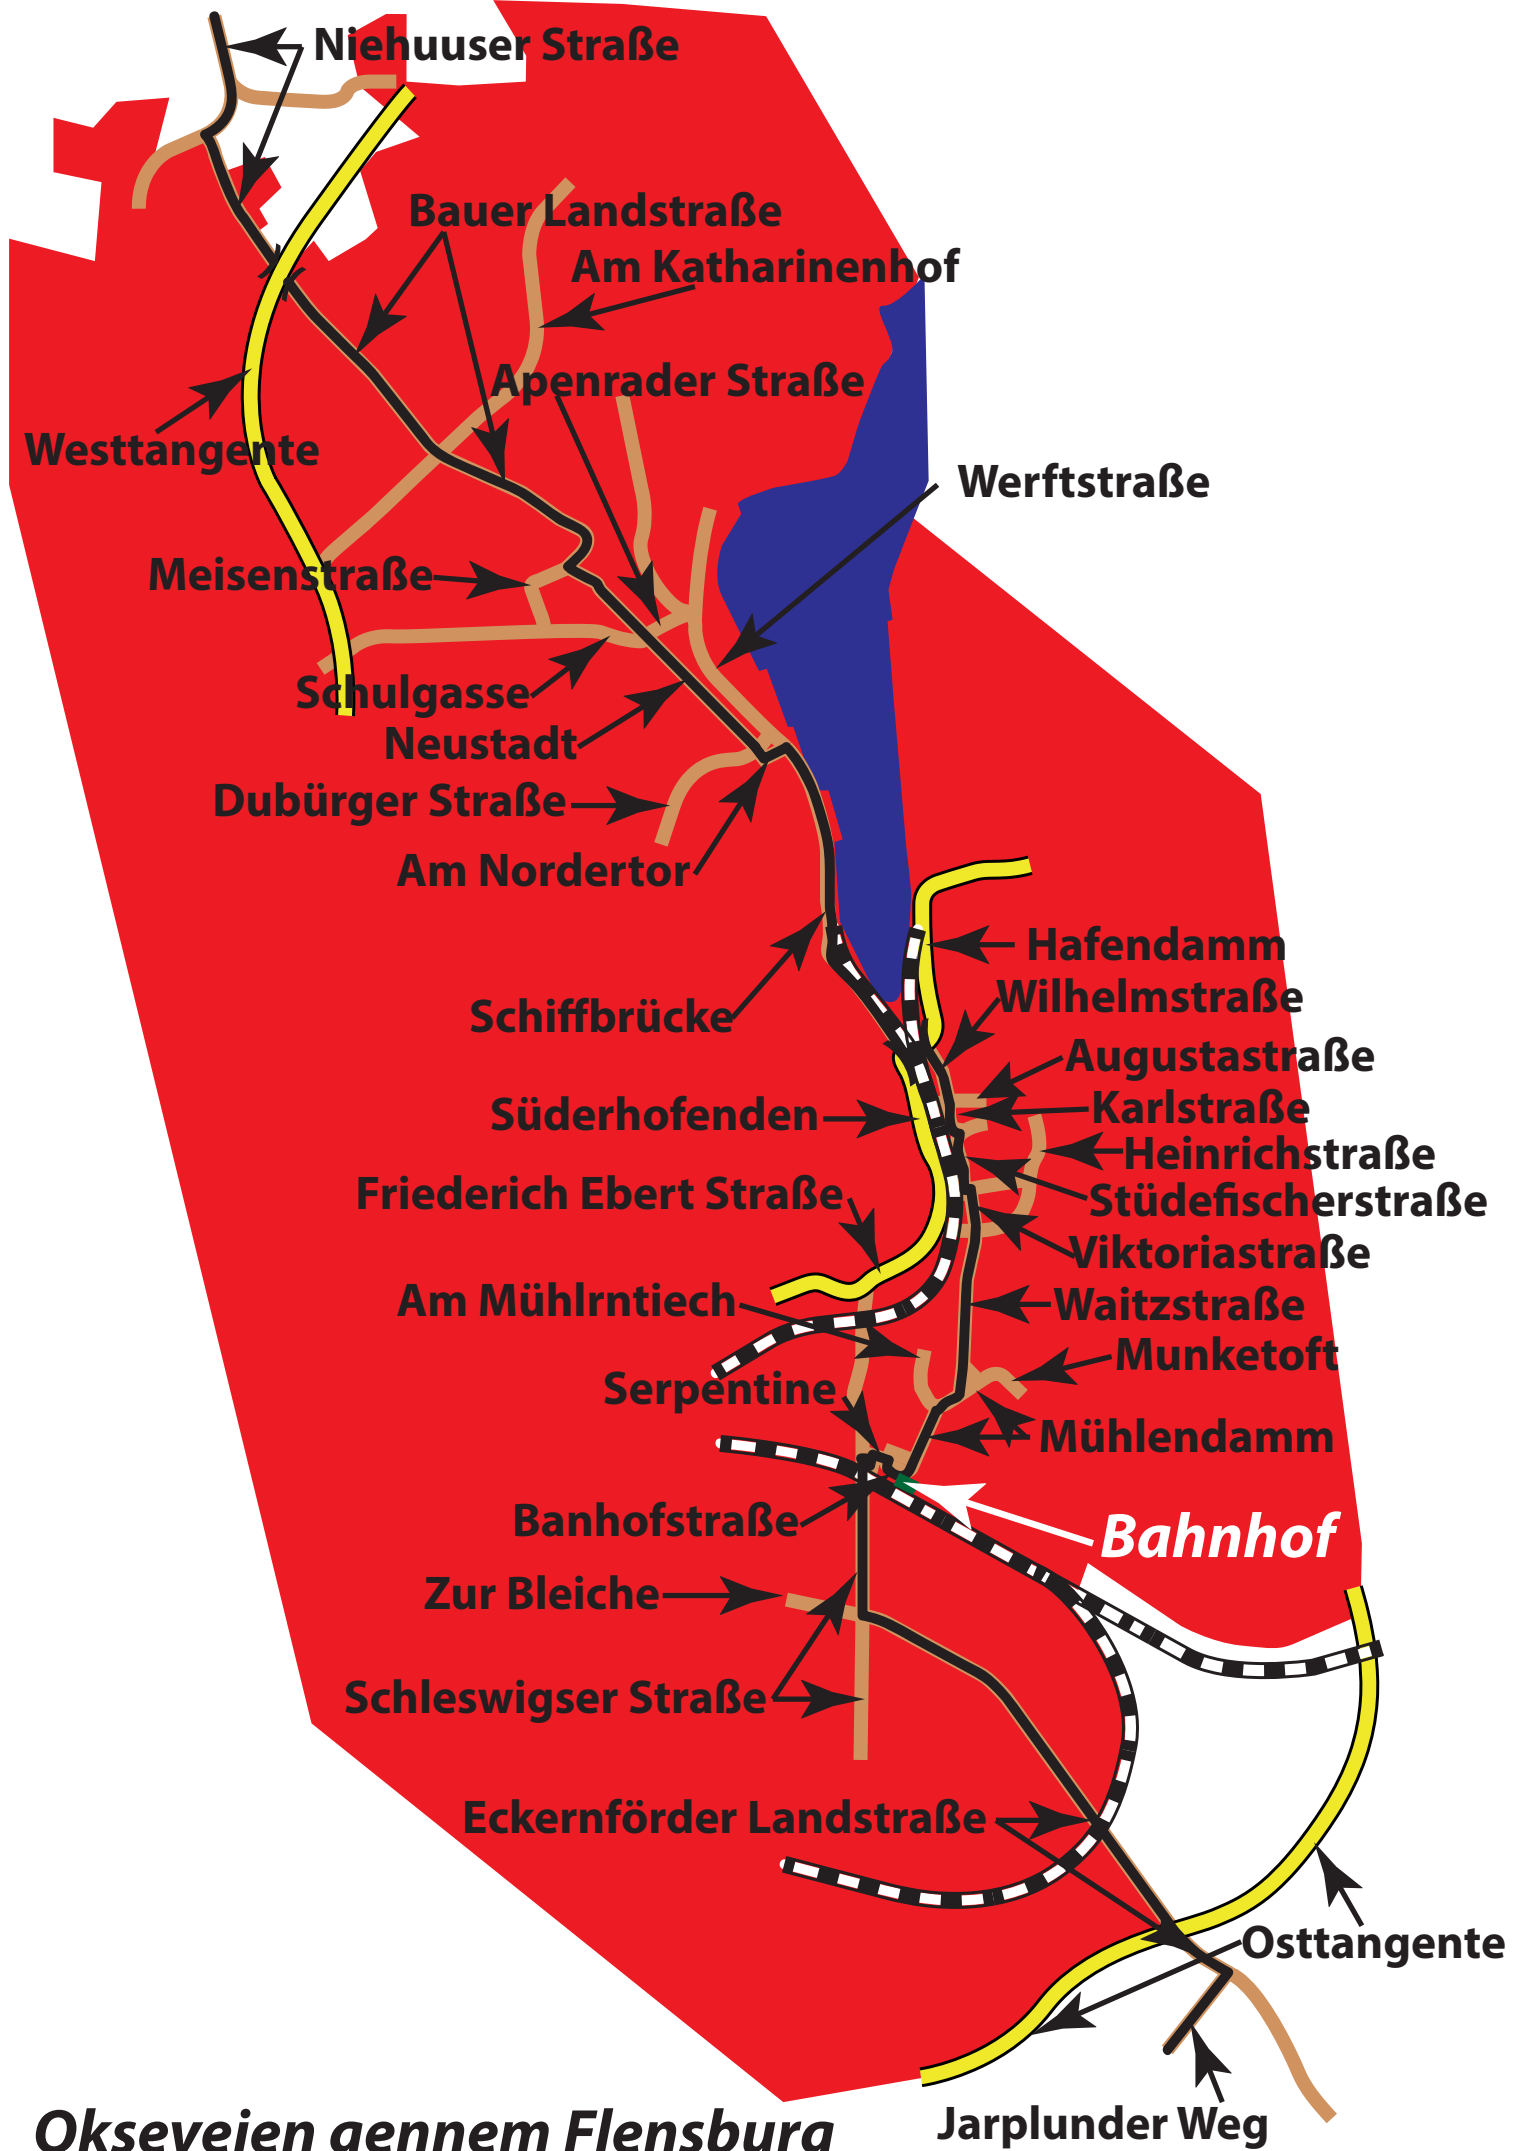 Niehuuser Straße
Bauer Landstraße
Am Katharinenhof
Apenrader Straße
Westtangente
Werftstraße
Meisenstraße
Schulgasse
Neustadt
Dubürger Straße
Am Nordertor
Hafendamm
Wilhelmstraße
Schiffbrücke
Augustastraße
Karlstraße
Süderhofenden
Heinrichstraße
Friederich Ebert Straße
Stüdefischerstraße
Viktoriastraße
Am Mühlrntiech
Waitzstraße
Munketoft
Serpentine
Mühlendamm
Banhofstraße
Bahnhof
Zur Bleiche
Schleswigser Straße
Eckernförder Landstraße
Osttangente
Jarplunder Weg
Okseveien gennem Flensburg